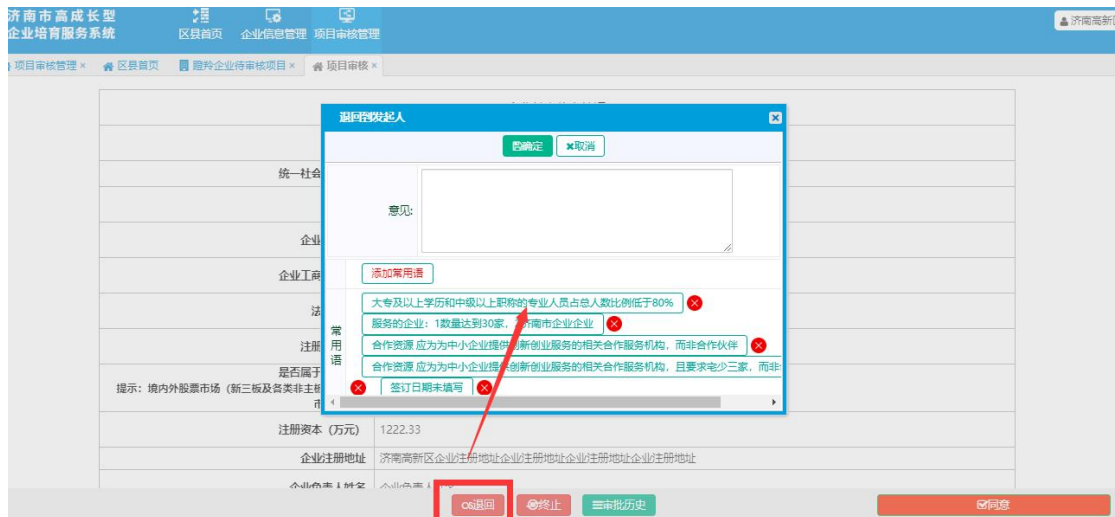 济南市高成长型
企业培育服务系统
区县首页 企业信息管理 项目审核管理
济南高新
项目审核管理 × 区县首页 瞪羚企业待审核项目 × 项目审核 ×
退回到发起人
确定 ×取消
统一社会
意见:
企业
企业工商
添加常用语
大专及以上学历和中级以上职称的专业人员占总人数比例低于80%
法
服务的企业:1数量达到30家,
济南市企业企业
常用语
注册
合作资源 应为为中小企业提供创新创业服务的相关合作服务机构,而非合作伙伴
合作资源 应为为中小企业提供创新创业服务的相关合作服务机构,且要求宅少三家,而非
是否属于
提示:境内外股票市场(新三板及各类非主板
签订日期未填写
市
注册资本(万元) 1222.33
企业注册地址 济南高新区企业注册地址企业注册地址企业注册地址企业注册地址
企业负责人姓名 企业负责人
退回 终止 审批历史 同意